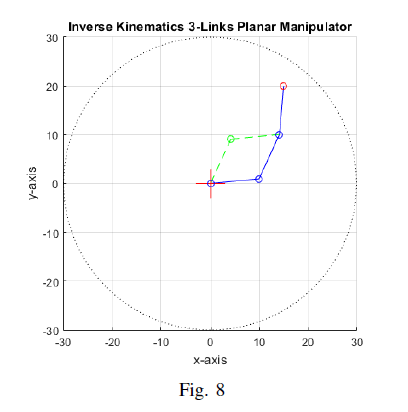 Inverse Kinematics 3-Links Planar Manipulator
30
20
10
0
-10
-20
-30
y-axis
-30 -20 -10 0 10 20 30
x-axis
Fig. 8